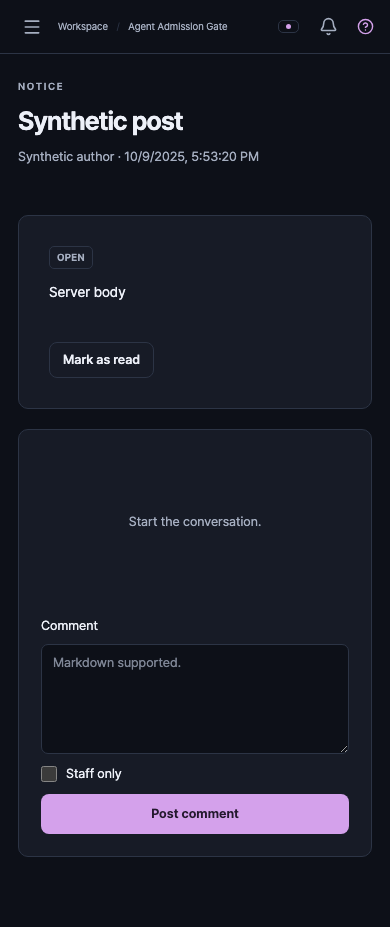 Workspace / Agent Admission Gate
NOTICE
Synthetic post
Synthetic author · 10/9/2025, 5:53:20 PM
OPEN
Server body
Mark as read
Start the conversation.
Comment
Markdown supported.
Staff only
Post comment